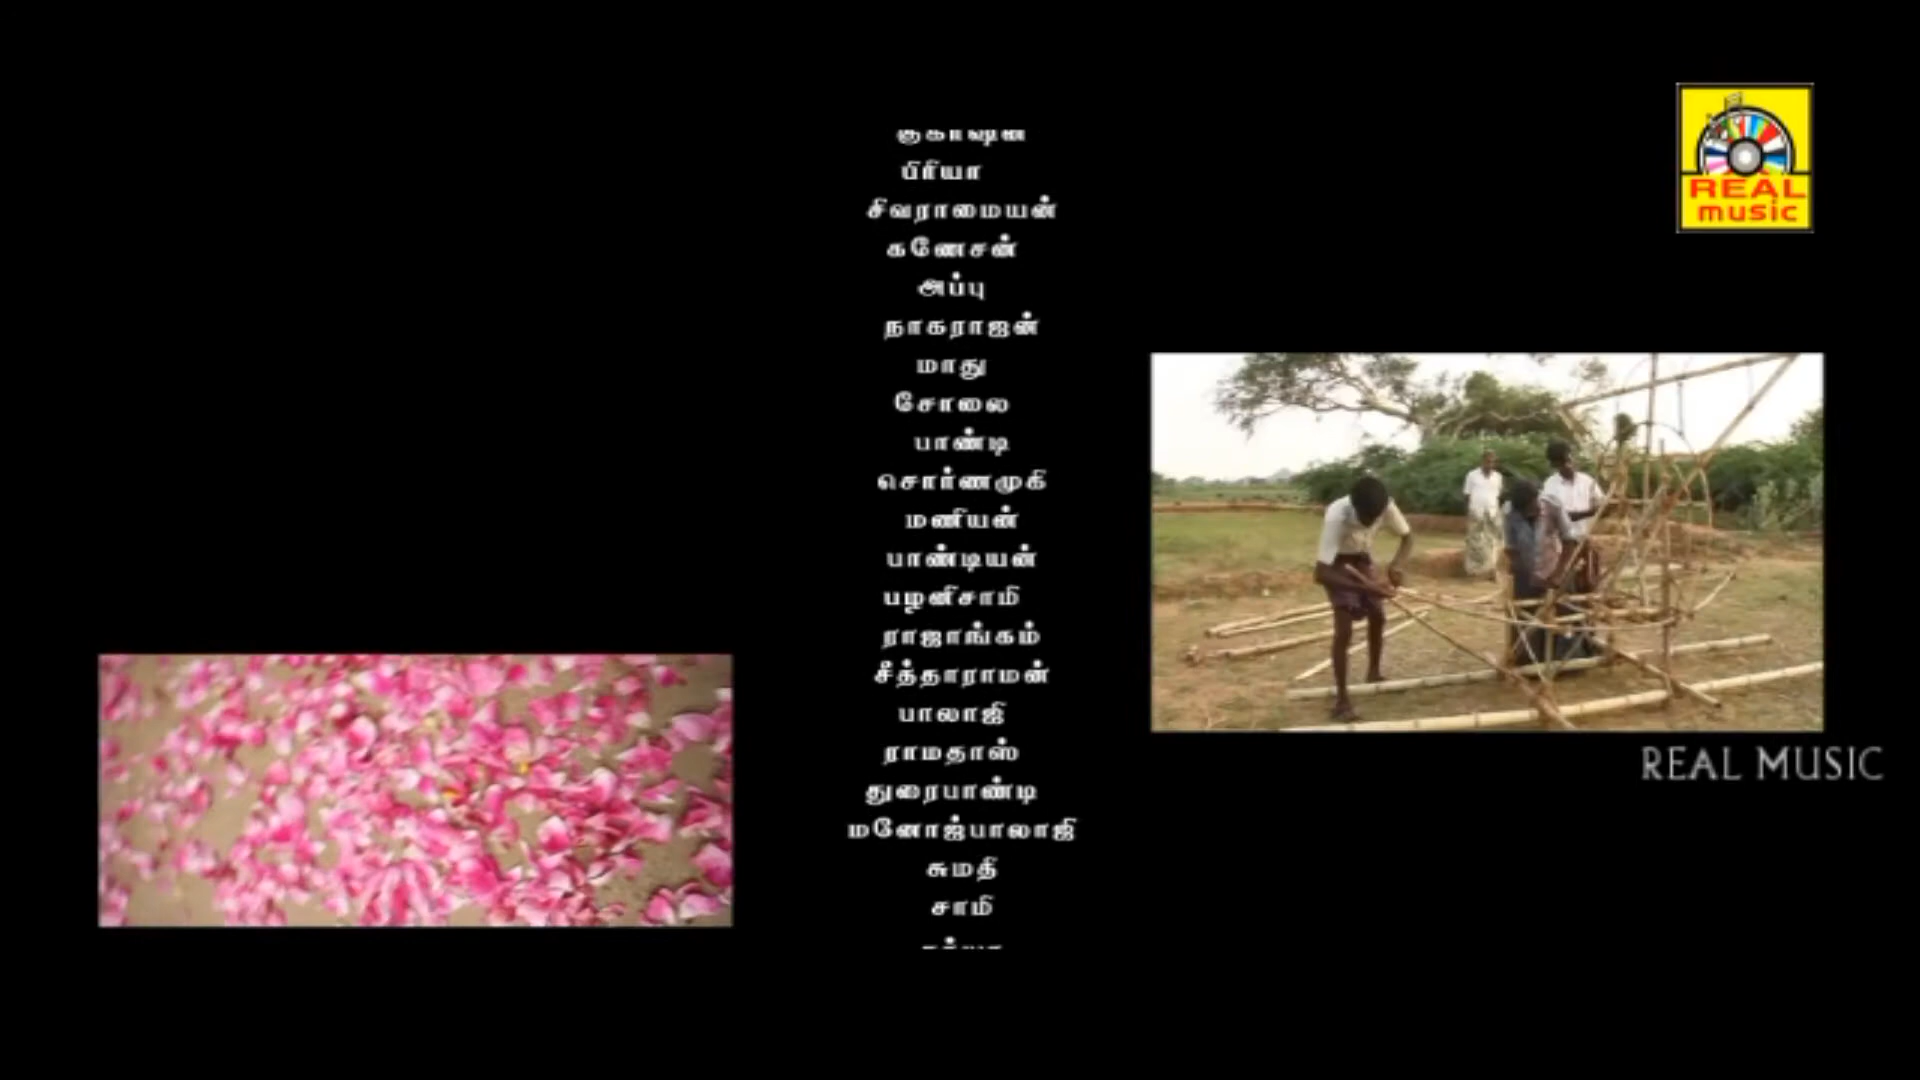 பிரியா
சிவராமையன்
கணேசன்
அப்பு
நாகராஜன்
மாது
சோலை
பாண்டி
சொர்ணமுகி
மணியன்
பாண்டியன்
பழனிசாமி
ராஜாங்கம்
சீத்தாராமன்
பாலாஜி
ராமதாஸ்
துரைபாண்டி
மனோஜ்பாலாஜி
சுமதி
சாமி
REAL
music
REAL MUSIC